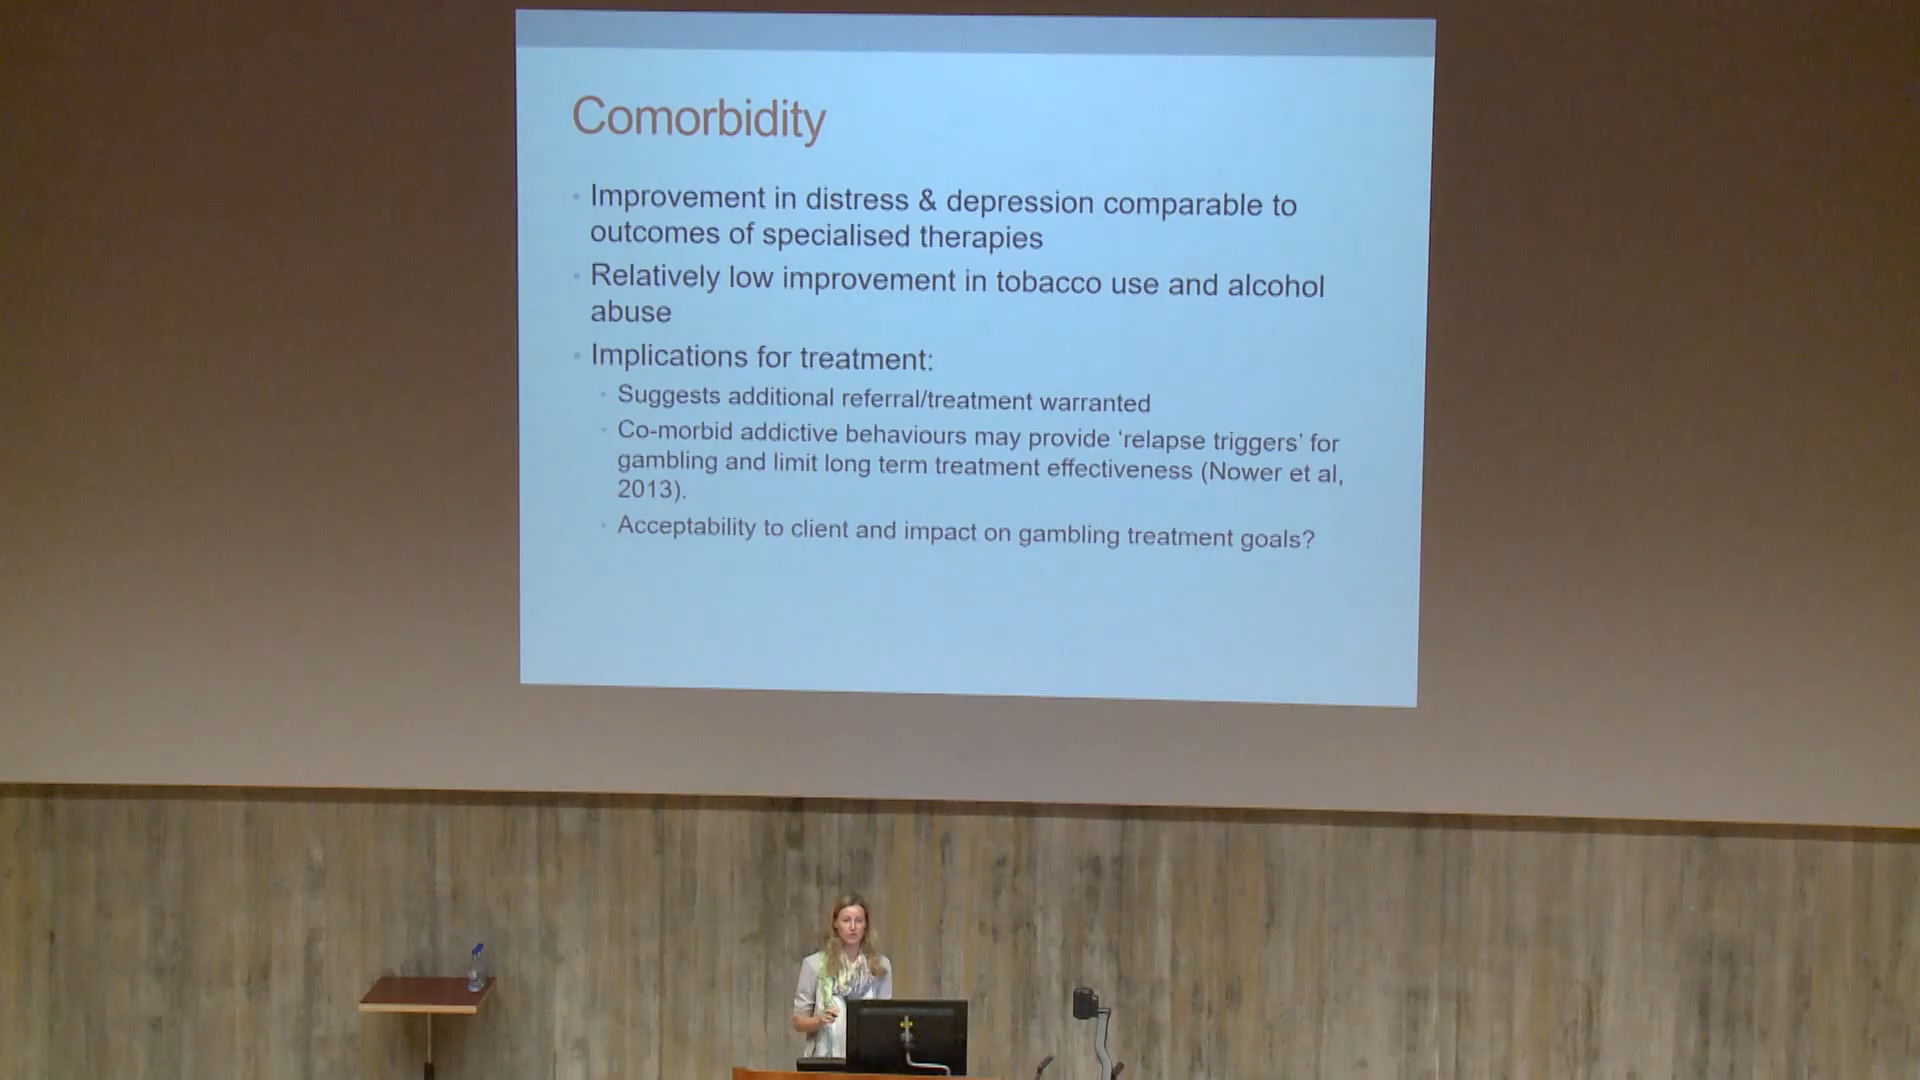 Comorbidity
Improvement in distress & depression comparable to
outcomes of specialised therapies
Relatively low improvement in tobacco use and alcohol
abuse
Implications for treatment:
Suggests additional referral/treatment warranted
Co-morbid addictive behaviours may provide ‘relapse triggers’ for
gambling and limit long term treatment effectiveness (Nower et al,
2013).
Acceptability to client and impact on gambling treatment goals?